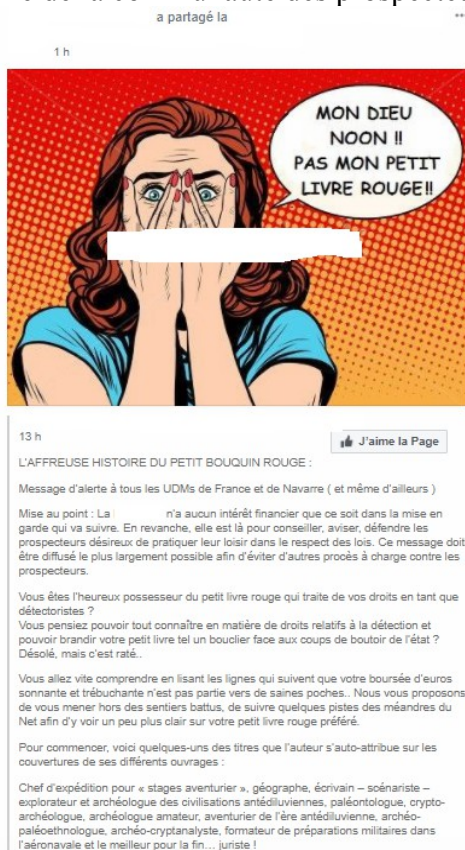 a partagé la
1 h
MON DIEU
NOON !!
PAS MON PETIT
LIVRE ROUGE!!
13 h
J'aime la Page
L'AFFREUSE HISTOIRE DU PETIT BOUQUIN ROUGE :
Message d'alerte à tous les UDMs de France et de Navarre ( et même d'ailleurs )
Mise au point : La n'a aucun intérêt financier que ce soit dans la mise en
garde qui va suivre. En revanche, elle est là pour conseiller, aviser, défendre les
prospecteurs désireux de pratiquer leur loisir dans le respect des lois. Ce message doit
être diffusé le plus largement possible afin d'éviter d'autres procès à charge contre les
prospecteurs.
Vous êtes l'heureux possesseur du petit livre rouge qui traite de vos droits en tant que
détectoristes ?
Vous pensiez pouvoir tout connaître en matière de droits relatifs à la détection et
pouvoir brandir votre petit livre tel un bouclier face aux coups de boutoir de l'état ?
Désolé, mais c'est raté..
Vous allez vite comprendre en lisant les lignes qui suivent que votre boursée d'euros
sonnante et trébuchante n'est pas partie vers de saines poches.. Nous vous proposons
de vous mener hors des sentiers battus, de suivre quelques pistes des méandres du
Net afin d'y voir un peu plus clair sur votre petit livre rouge préféré.
Pour commencer, voici quelques-uns des titres que l'auteur s'auto-attribue sur les
couvertures de ses différents ouvrages :
Chef d'expédition pour « stages aventurier », géographe, écrivain – scénariste –
explorateur et archéologue des civilisations antédiluviennes, paléontologue, crypto-
archéologue, archéologue amateur, aventurier de l'ère antédiluvienne, archéo-
paléoethnologue, archéo-cryptanalyste, formateur de préparations militaires dans
l'aéronavale et le meilleur pour la fin… juriste !